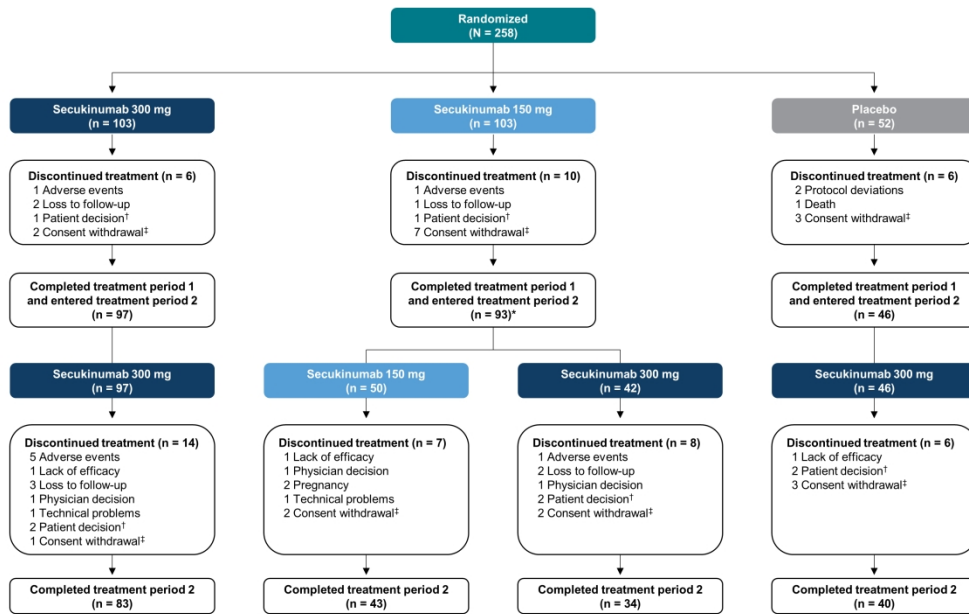 Randomized
(N = 258)
Secukinumab 300 mg
(n = 103)
Secukinumab 150 mg
(n = 103)
Placebo
(n = 52)
Discontinued treatment (n = 6)
1 Adverse events
2 Loss to follow-up
1 Patient decision†
2 Consent withdrawal‡
Discontinued treatment (n = 10)
1 Adverse events
1 Loss to follow-up
1 Patient decision†
7 Consent withdrawal‡
Discontinued treatment (n = 6)
2 Protocol deviations
1 Death
3 Consent withdrawal‡
Completed treatment period 1
and entered treatment period 2
(n = 97)
Completed treatment period 1
and entered treatment period 2
(n = 93)*
Completed treatment period 1
and entered treatment period 2
(n = 46)
Secukinumab 300 mg
(n = 97)
Secukinumab 150 mg
(n = 50)
Secukinumab 300 mg
(n = 42)
Secukinumab 300 mg
(n = 46)
Discontinued treatment (n = 14)
5 Adverse events
1 Lack of efficacy
3 Loss to follow-up
1 Physician decision
1 Technical problems
2 Patient decision†
1 Consent withdrawal‡
Discontinued treatment (n = 7)
1 Lack of efficacy
1 Physician decision
2 Pregnancy
1 Technical problems
2 Consent withdrawal‡
Discontinued treatment (n = 8)
1 Adverse events
2 Loss to follow-up
1 Physician decision
2 Patient decision†
2 Consent withdrawal‡
Discontinued treatment (n = 6)
1 Lack of efficacy
2 Patient decision†
3 Consent withdrawal‡
Completed treatment period 2
(n = 83)
Completed treatment period 2
(n = 43)
Completed treatment period 2
(n = 34)
Completed treatment period 2
(n = 40)